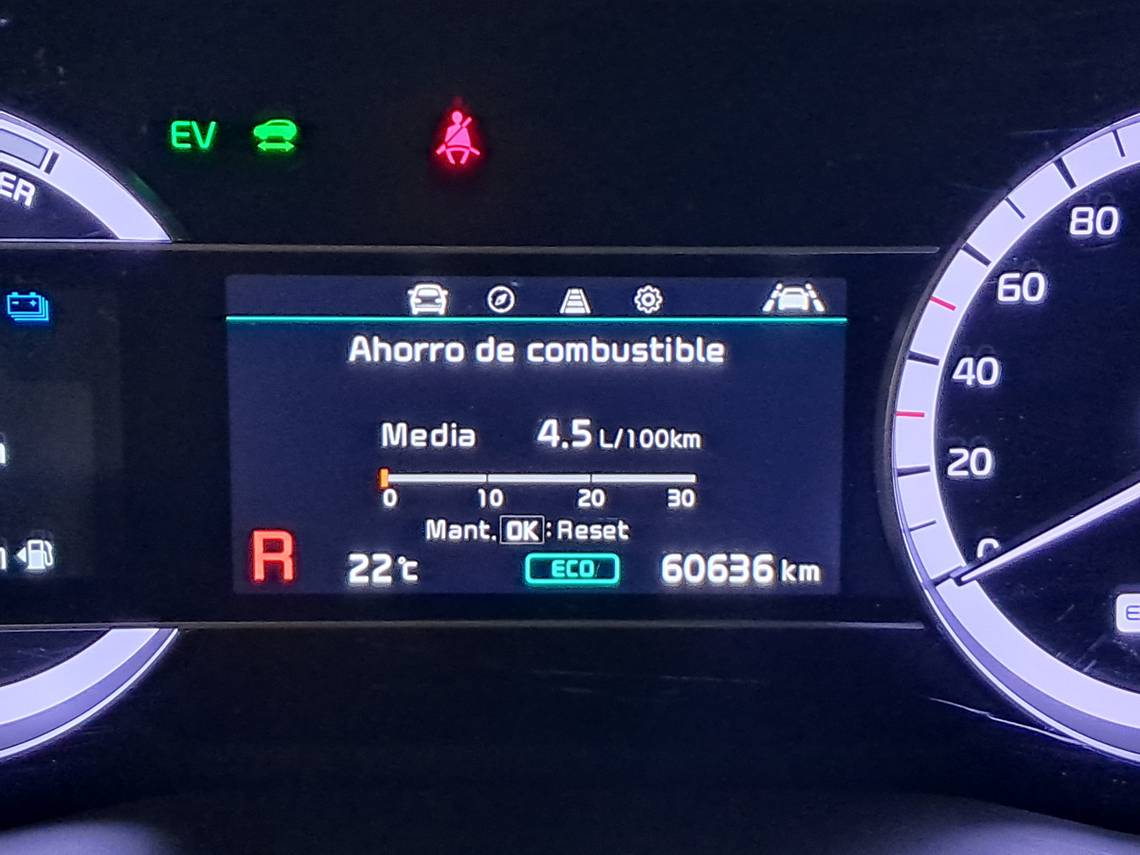 EV
ER
80
60
40
20
0
Ahorro de combustible
Media 4.5 L/100km
0 10 20 30
Mant. OK : Reset
R 22°C ECO 60636 km